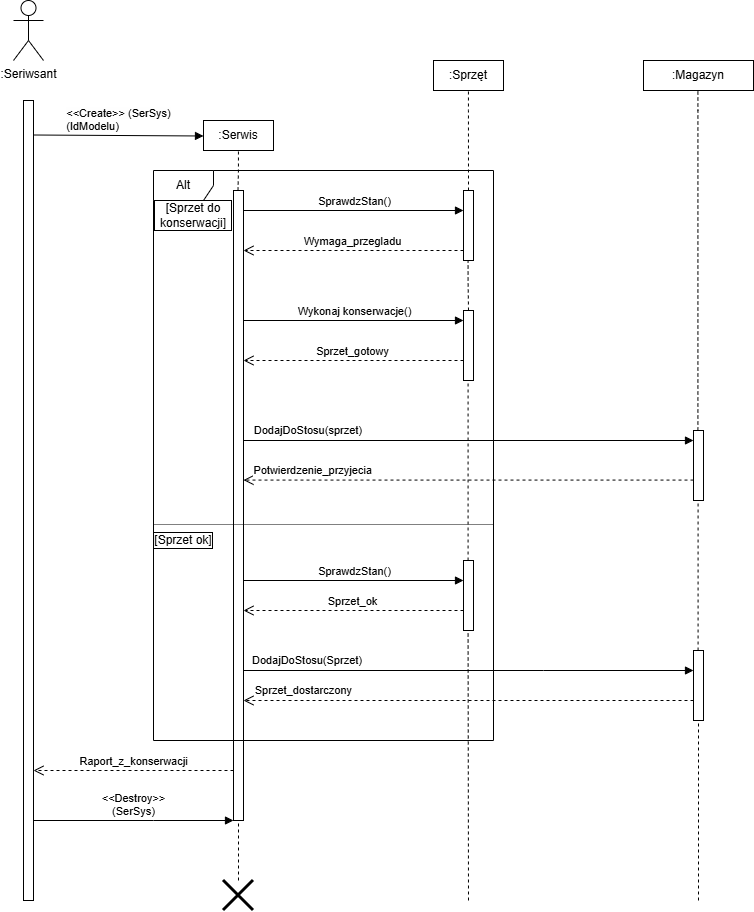 :Seriwsant
:Sprzęt
:Magazyn
<<Create>> (SerSys)
(IdModelu)
:Serwis
Alt
[Sprzet do
konserwacji]
SprawdzStan()
Wymaga_przegladu
Wykonaj konserwacje()
Sprzet_gotowy
DodajDoStosu(sprzet)
Potwierdzenie_przyjecia
[Sprzet ok]
SprawdzStan()
Sprzet_ok
DodajDoStosu(Sprzet)
Sprzet_dostarczony
Raport_z_konserwacji
<<Destroy>>
(SerSys)